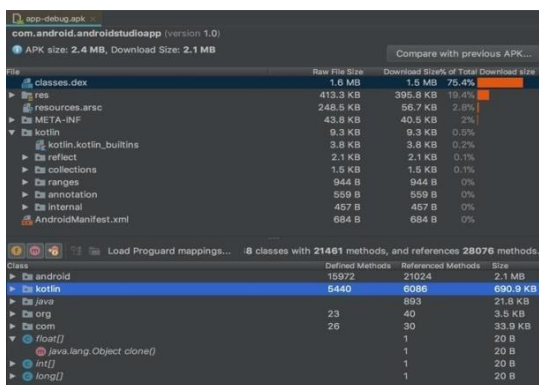 app-debug.apk ×
com.android.androidstudioapp (version 1.0)
APK size: 2.4 MB, Download Size: 2.1 MB
Compare with previous APK...
File Raw File Size Download Size % of Total Download size
classes.dex 1.6 MB 1.5 MB 75.4%
res 413.3 KB 395.8 KB 19.4%
resources.arsc 248.5 KB 56.7 KB 2.8%
META-INF 43.8 KB 40.5 KB 2%
kotlin 9.3 KB 9.3 KB 0.5%
kotlin.kotlin_builtins 3.8 KB 3.8 KB 0.2%
reflect 2.1 KB 2.1 KB 0.1%
collections 1.5 KB 1.5 KB 0.1%
ranges 944 B 944 B 0%
annotation 559 B 559 B 0%
internal 457 B 457 B 0%
AndroidManifest.xml 684 B 684 B 0%
Load Proguard mappings... 8 classes with 21461 methods, and references 28076 methods.
Class Defined Methods Referenced Methods Size
android 15972 21024 2.1 MB
kotlin 5440 6086 690.9 KB
java 893 21.8 KB
org 23 40 3.5 KB
com 26 30 33.9 KB
float[] 1 20 B
java.lang.Object clone() 1 20 B
int[] 1 20 B
long[] 1 20 B